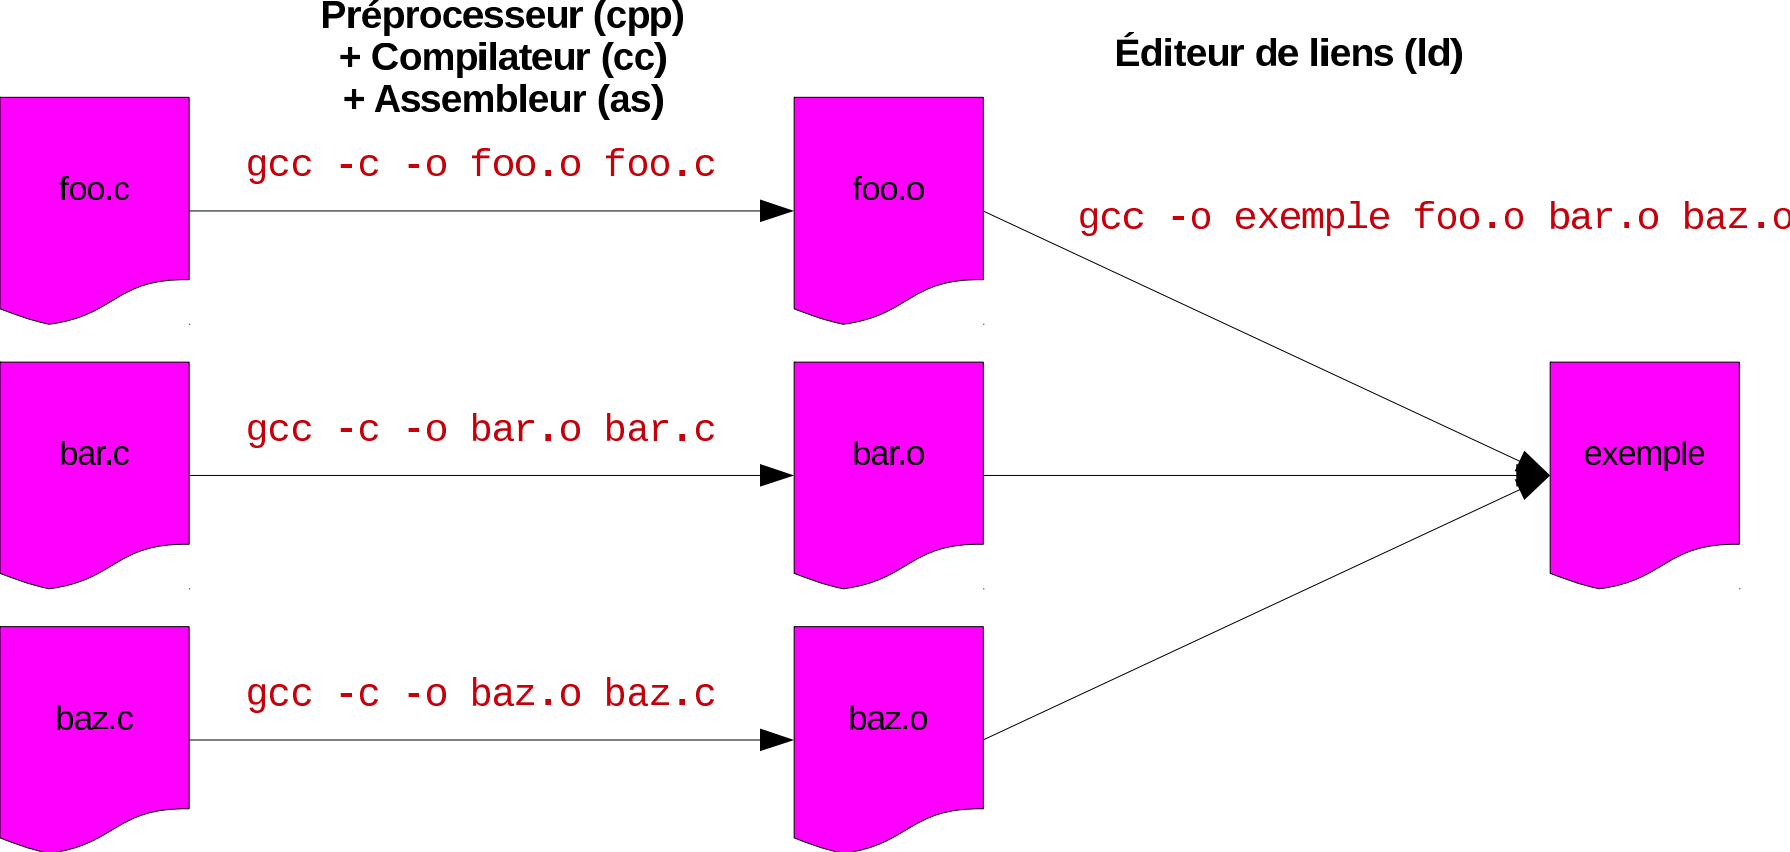 Préprocesseur (cpp)
+ Compilateur (cc)
+ Assembleur (as)
Éditeur de liens (ld)
foo.c
gcc -c -o foo.o foo.c
foo.o
gcc -o exemple foo.o bar.o baz.o
bar.c
gcc -c -o bar.o bar.c
bar.o
exemple
baz.c
gcc -c -o baz.o baz.c
baz.o